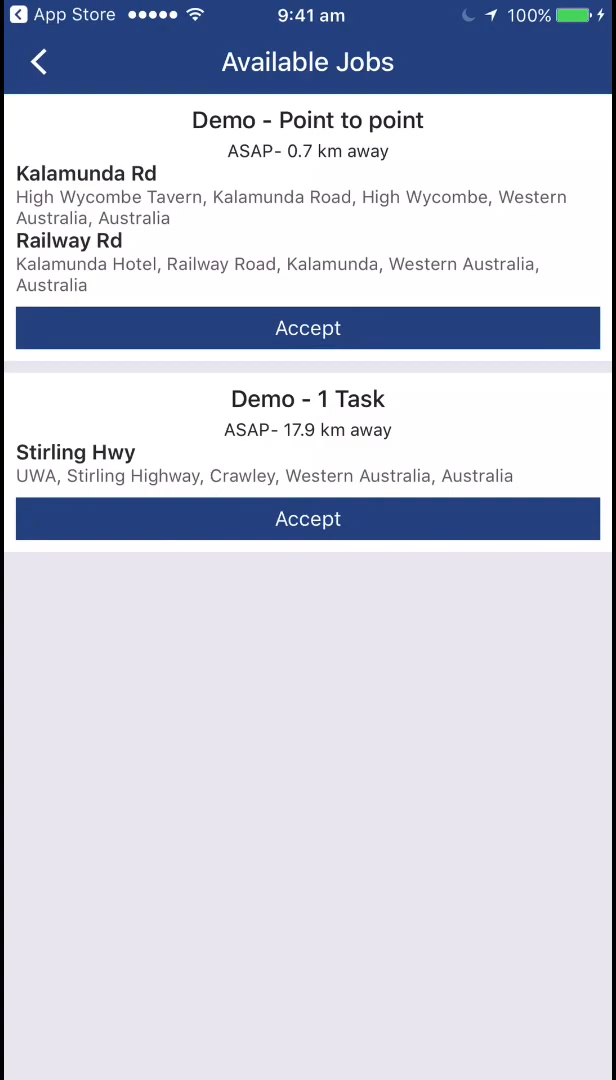 App Store 9:41 am 100%
Available Jobs
Demo - Point to point
ASAP- 0.7 km away
Kalamunda Rd
High Wycombe Tavern, Kalamunda Road, High Wycombe, Western
Australia, Australia
Railway Rd
Kalamunda Hotel, Railway Road, Kalamunda, Western Australia,
Australia
Accept
Demo - 1 Task
ASAP- 17.9 km away
Stirling Hwy
UWA, Stirling Highway, Crawley, Western Australia, Australia
Accept